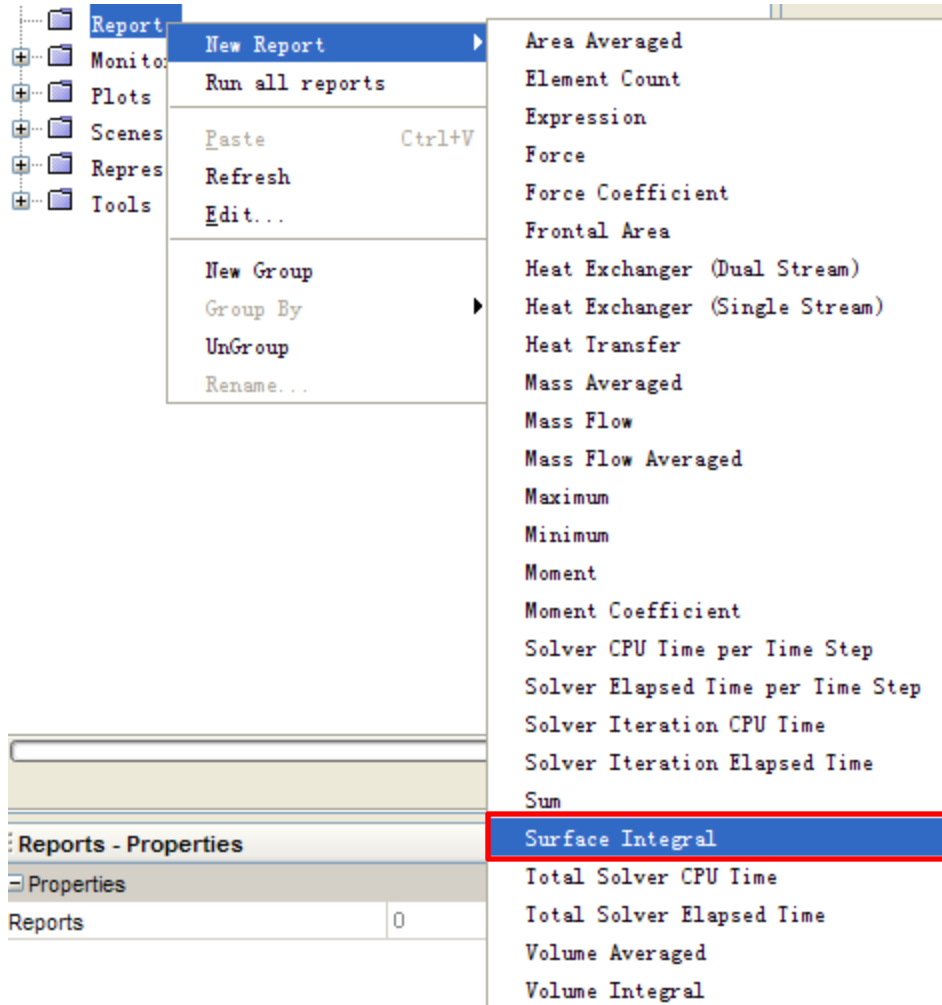 Report
Monito
Plots
Scenes
Repres
Tools
New Report
Run all reports
Paste Ctrl+V
Refresh
Edit...
New Group
Group By
UnGroup
Rename...
Area Averaged
Element Count
Expression
Force
Force Coefficient
Frontal Area
Heat Exchanger (Dual Stream)
Heat Exchanger (Single Stream)
Heat Transfer
Mass Averaged
Mass Flow
Mass Flow Averaged
Maximum
Minimum
Moment
Moment Coefficient
Solver CPU Time per Time Step
Solver Elapsed Time per Time Step
Solver Iteration CPU Time
Solver Iteration Elapsed Time
Sum
Surface Integral
Total Solver CPU Time
Total Solver Elapsed Time
Volume Averaged
Volume Integral
Reports - Properties
Properties
Reports 0